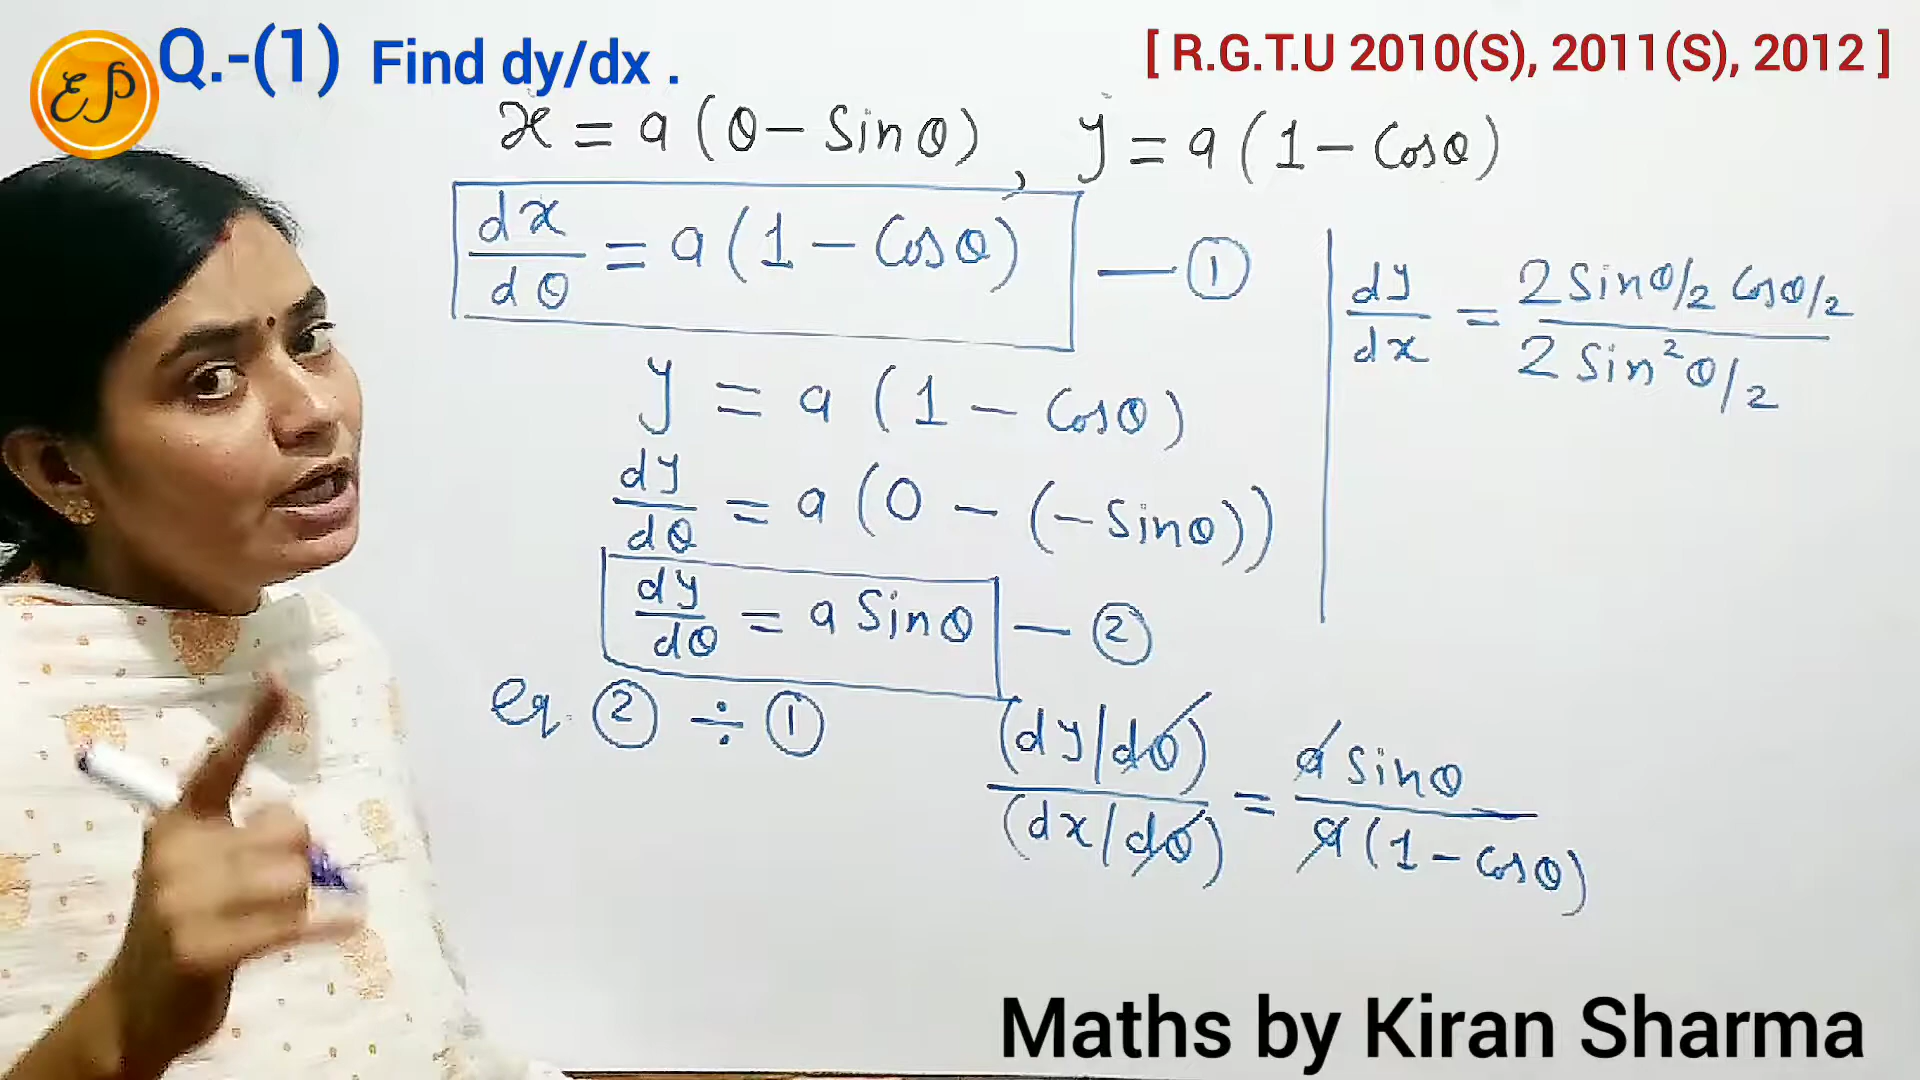 EP
Q.-(1) Find dy/dx .
[ R.G.T.U 2010(S), 2011(S), 2012 ]
x = a (θ - Sinθ) , y = a (1 - Cosθ)
dx/dθ = a (1 - Cosθ) — ①
y = a (1 - Cosθ)
dy/dθ = a (0 - (-Sinθ))
dy/dθ = a Sinθ — ②
eq. ② ÷ ①
(dy/dθ)/(dx/dθ) = a Sinθ/a (1 - Cosθ)
dy/dx = 2 Sinθ/2 Cosθ/2 / 2 Sin²θ/2
Maths by Kiran Sharma